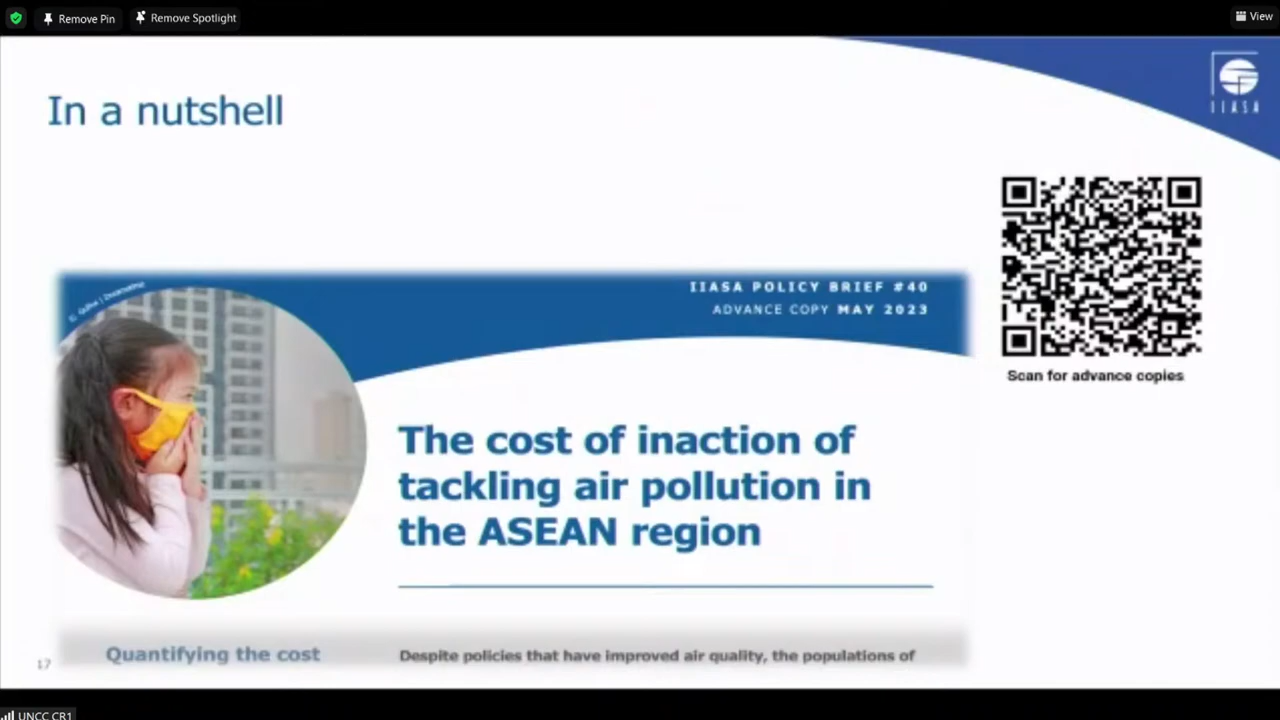 Remove Pin
Remove Spotlight
View
In a nutshell
IIASA
IIASA POLICY BRIEF #40
ADVANCE COPY MAY 2023
Scan for advance copies
The cost of inaction of
tackling air pollution in
the ASEAN region
Quantifying the cost
Despite policies that have improved air quality, the populations of
17
UNCC CR1